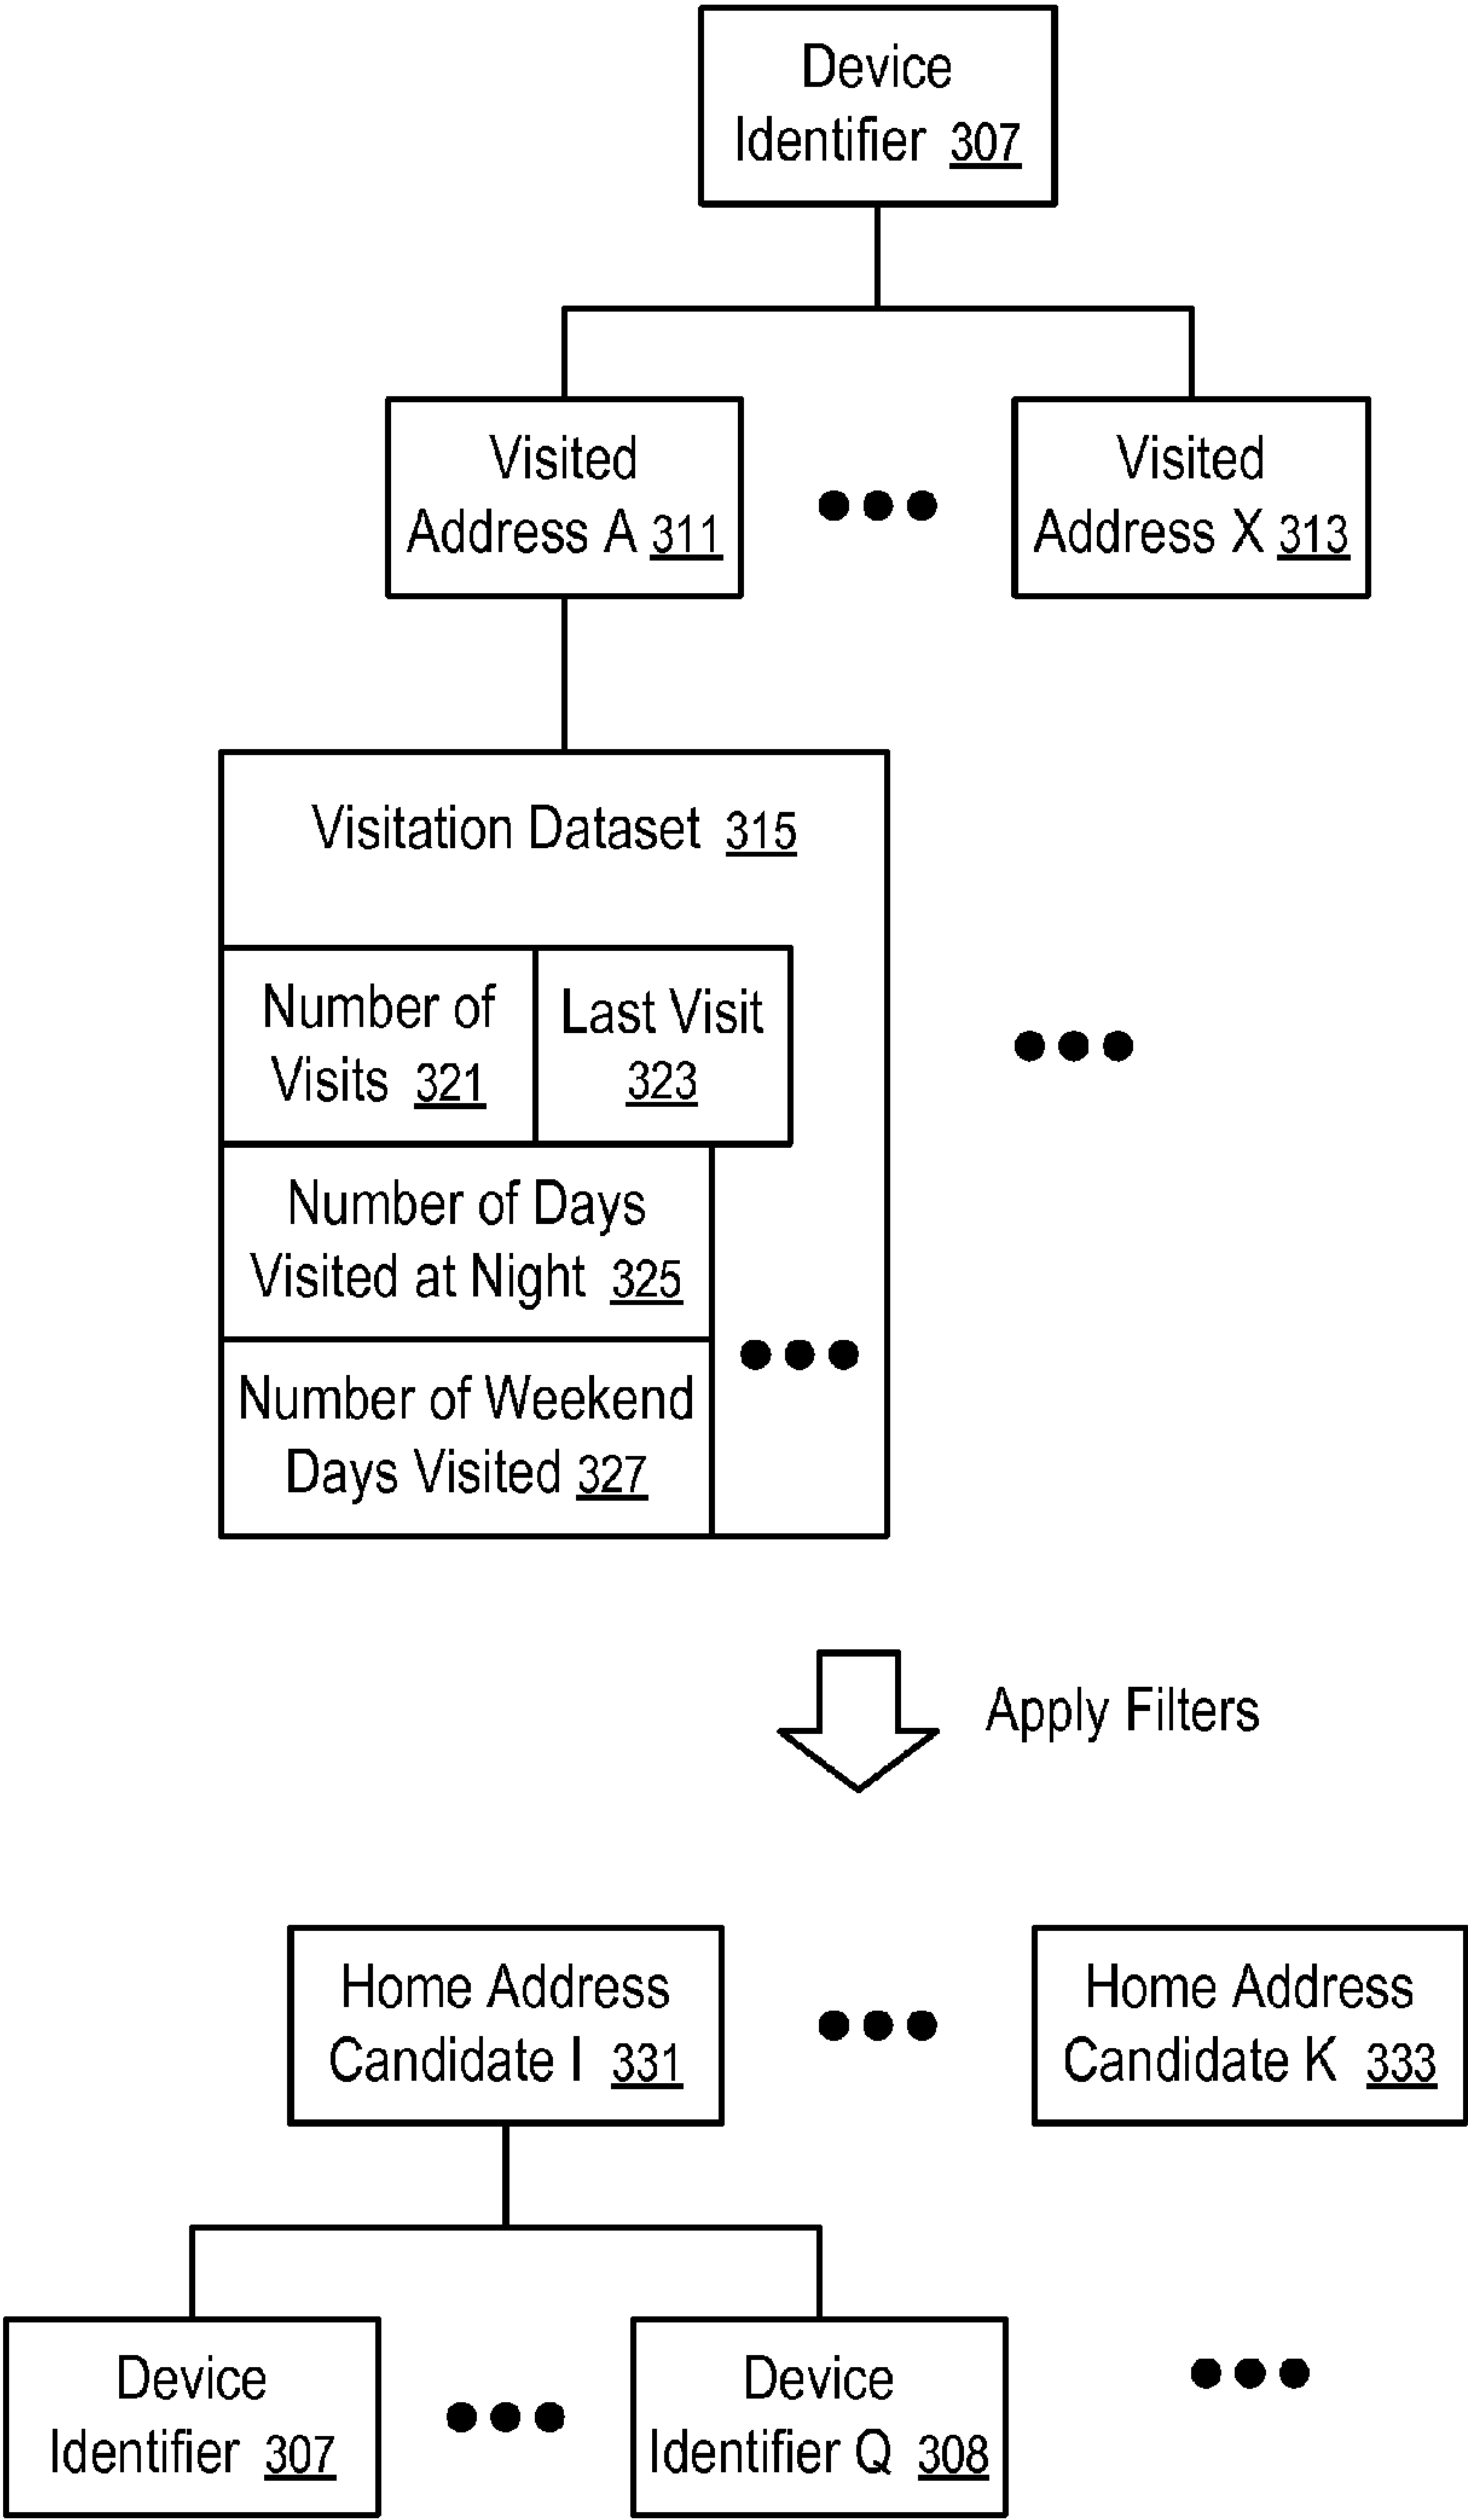 Device
Identifier 307
Visited
Address A 311
Visited
Address X 313
Visitation Dataset 315
Number of
Visits 321
Last Visit
323
Number of Days
Visited at Night 325
Number of Weekend
Days Visited 327
Apply Filters
Home Address
Candidate I 331
Home Address
Candidate K 333
Device
Identifier 307
Device
Identifier Q 308